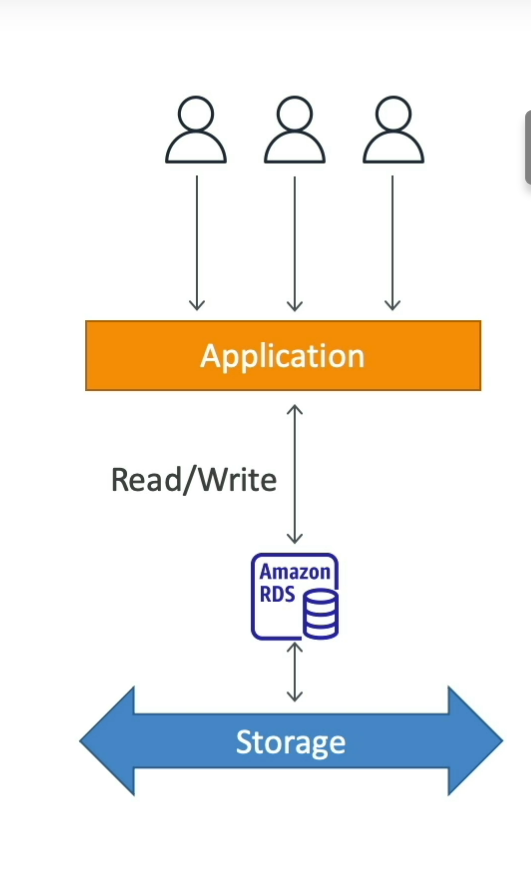 Application
Read/Write
Amazon
RDS
Storage